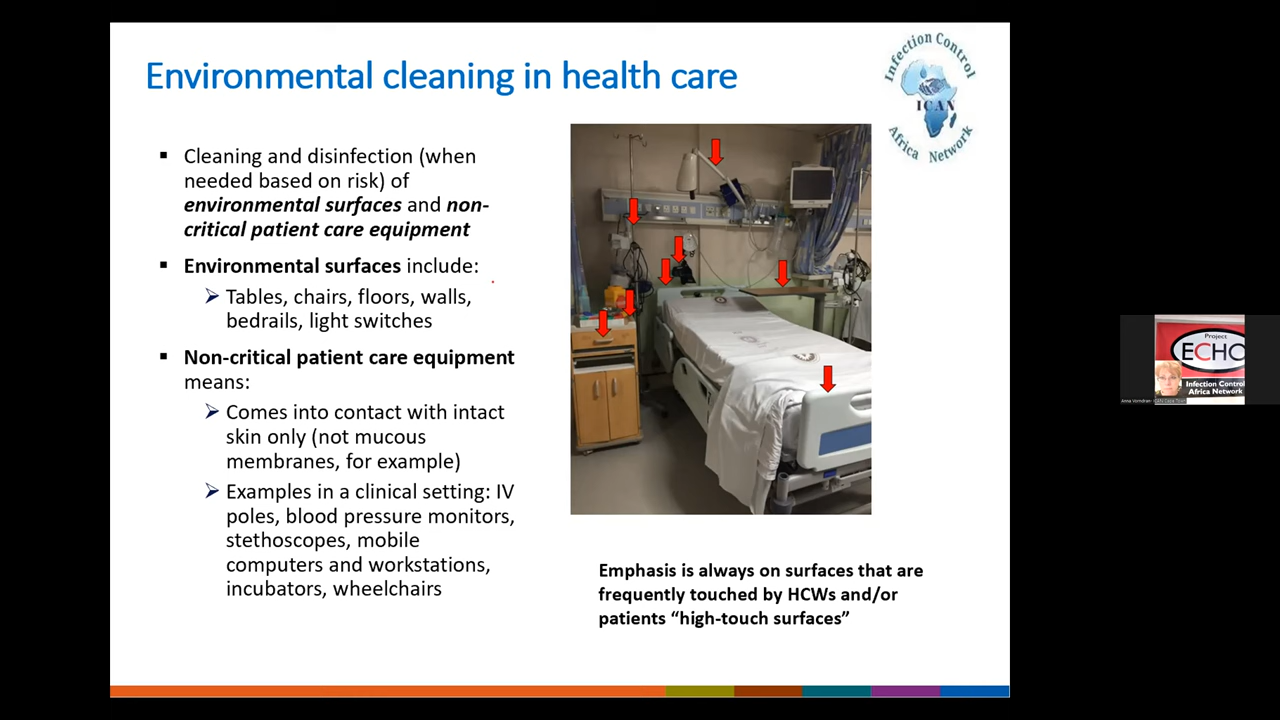 Environmental cleaning in health care
Infection Control
ICAN
Africa Network
Cleaning and disinfection (when
needed based on risk) of
environmental surfaces and non-
critical patient care equipment
Environmental surfaces include:
Tables, chairs, floors, walls,
bedrails, light switches
Non-critical patient care equipment
means:
Comes into contact with intact
skin only (not mucous
membranes, for example)
Examples in a clinical setting: IV
poles, blood pressure monitors,
stethoscopes, mobile
computers and workstations,
incubators, wheelchairs
Emphasis is always on surfaces that are
frequently touched by HCWs and/or
patients “high-touch surfaces”
Project
ECHO
Infection Control
Africa Network